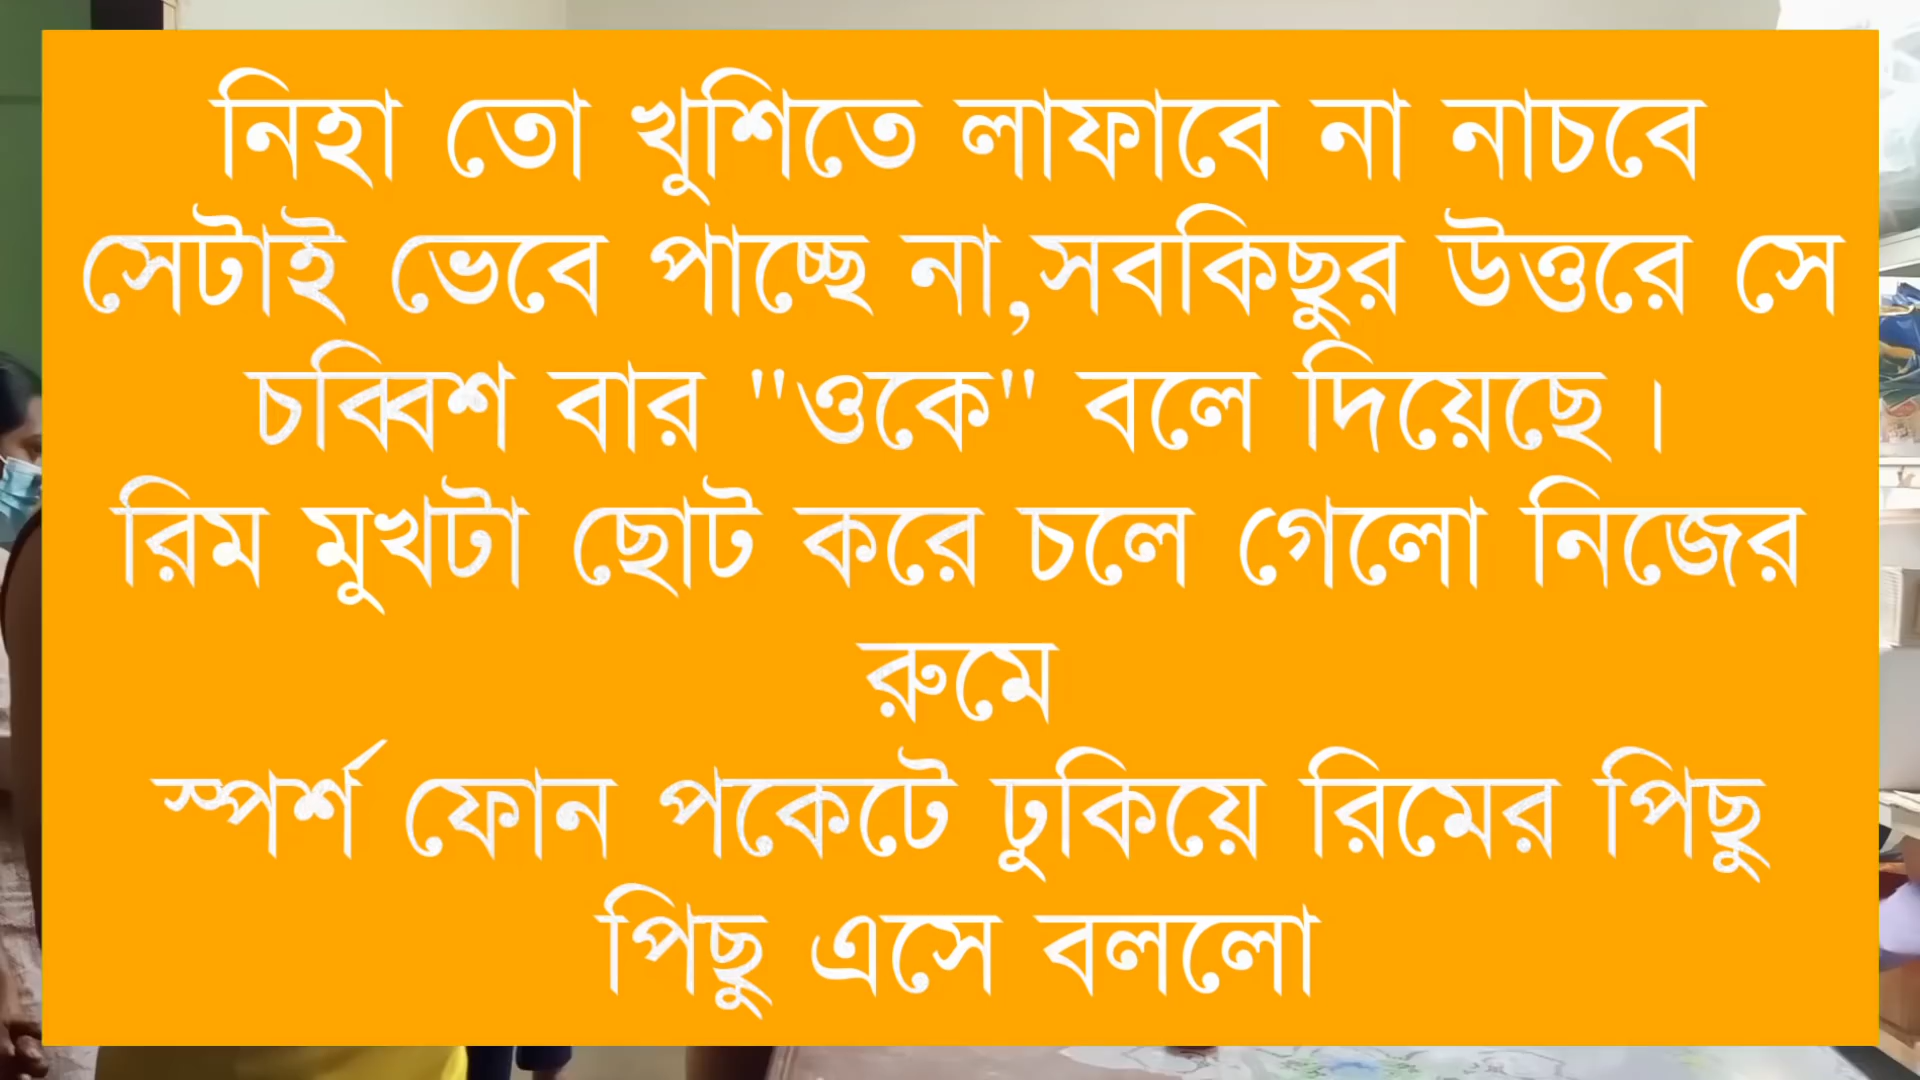 নিহা তো খুশিতে লাফাবে না নাচবে
সেটাই ভেবে পাচ্ছে না,সবকিছুর উত্তরে সে
চব্বিশ বার "ওকে" বলে দিয়েছে।
রিম মুখটা ছোট করে চলে গেলো নিজের
রুমে
স্পর্শ ফোন পকেটে ঢুকিয়ে রিমের পিছু
পিছু এসে বললো